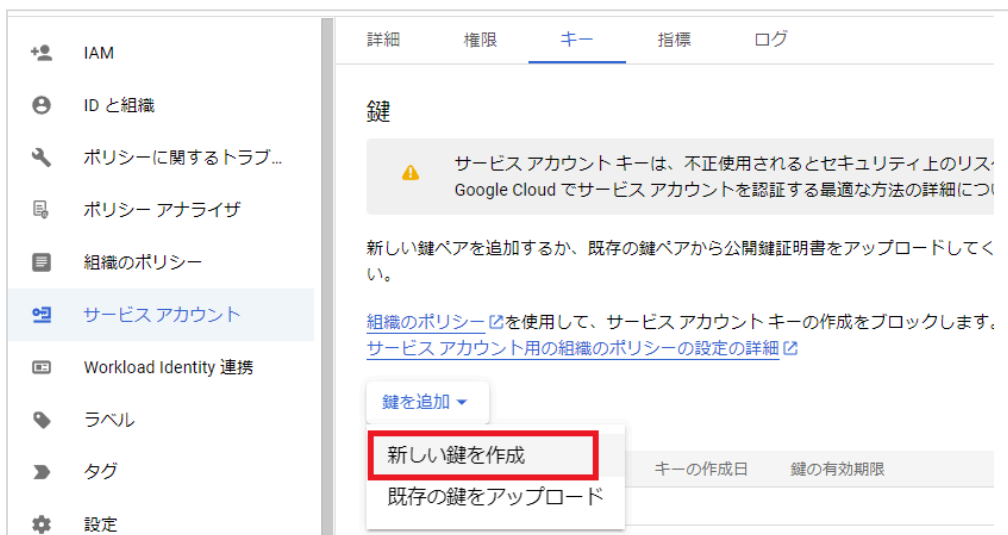 IAM
ID と組織
ポリシーに関するトラブ...
ポリシー アナライザ
組織のポリシー
サービス アカウント
Workload Identity 連携
ラベル
タグ
設定
詳細 権限 キー 指標 ログ
鍵
サービス アカウント キーは、不正使用されるとセキュリティ上のリス
Google Cloud でサービス アカウントを認証する最適な方法の詳細につ
新しい鍵ペアを追加するか、既存の鍵ペアから公開鍵証明書をアップロードしてく
い。
組織のポリシー を使用して、サービス アカウント キーの作成をブロックします。
サービス アカウント用の組織のポリシーの設定の詳細
鍵を追加
新しい鍵を作成
既存の鍵をアップロード
キーの作成日 鍵の有効期限